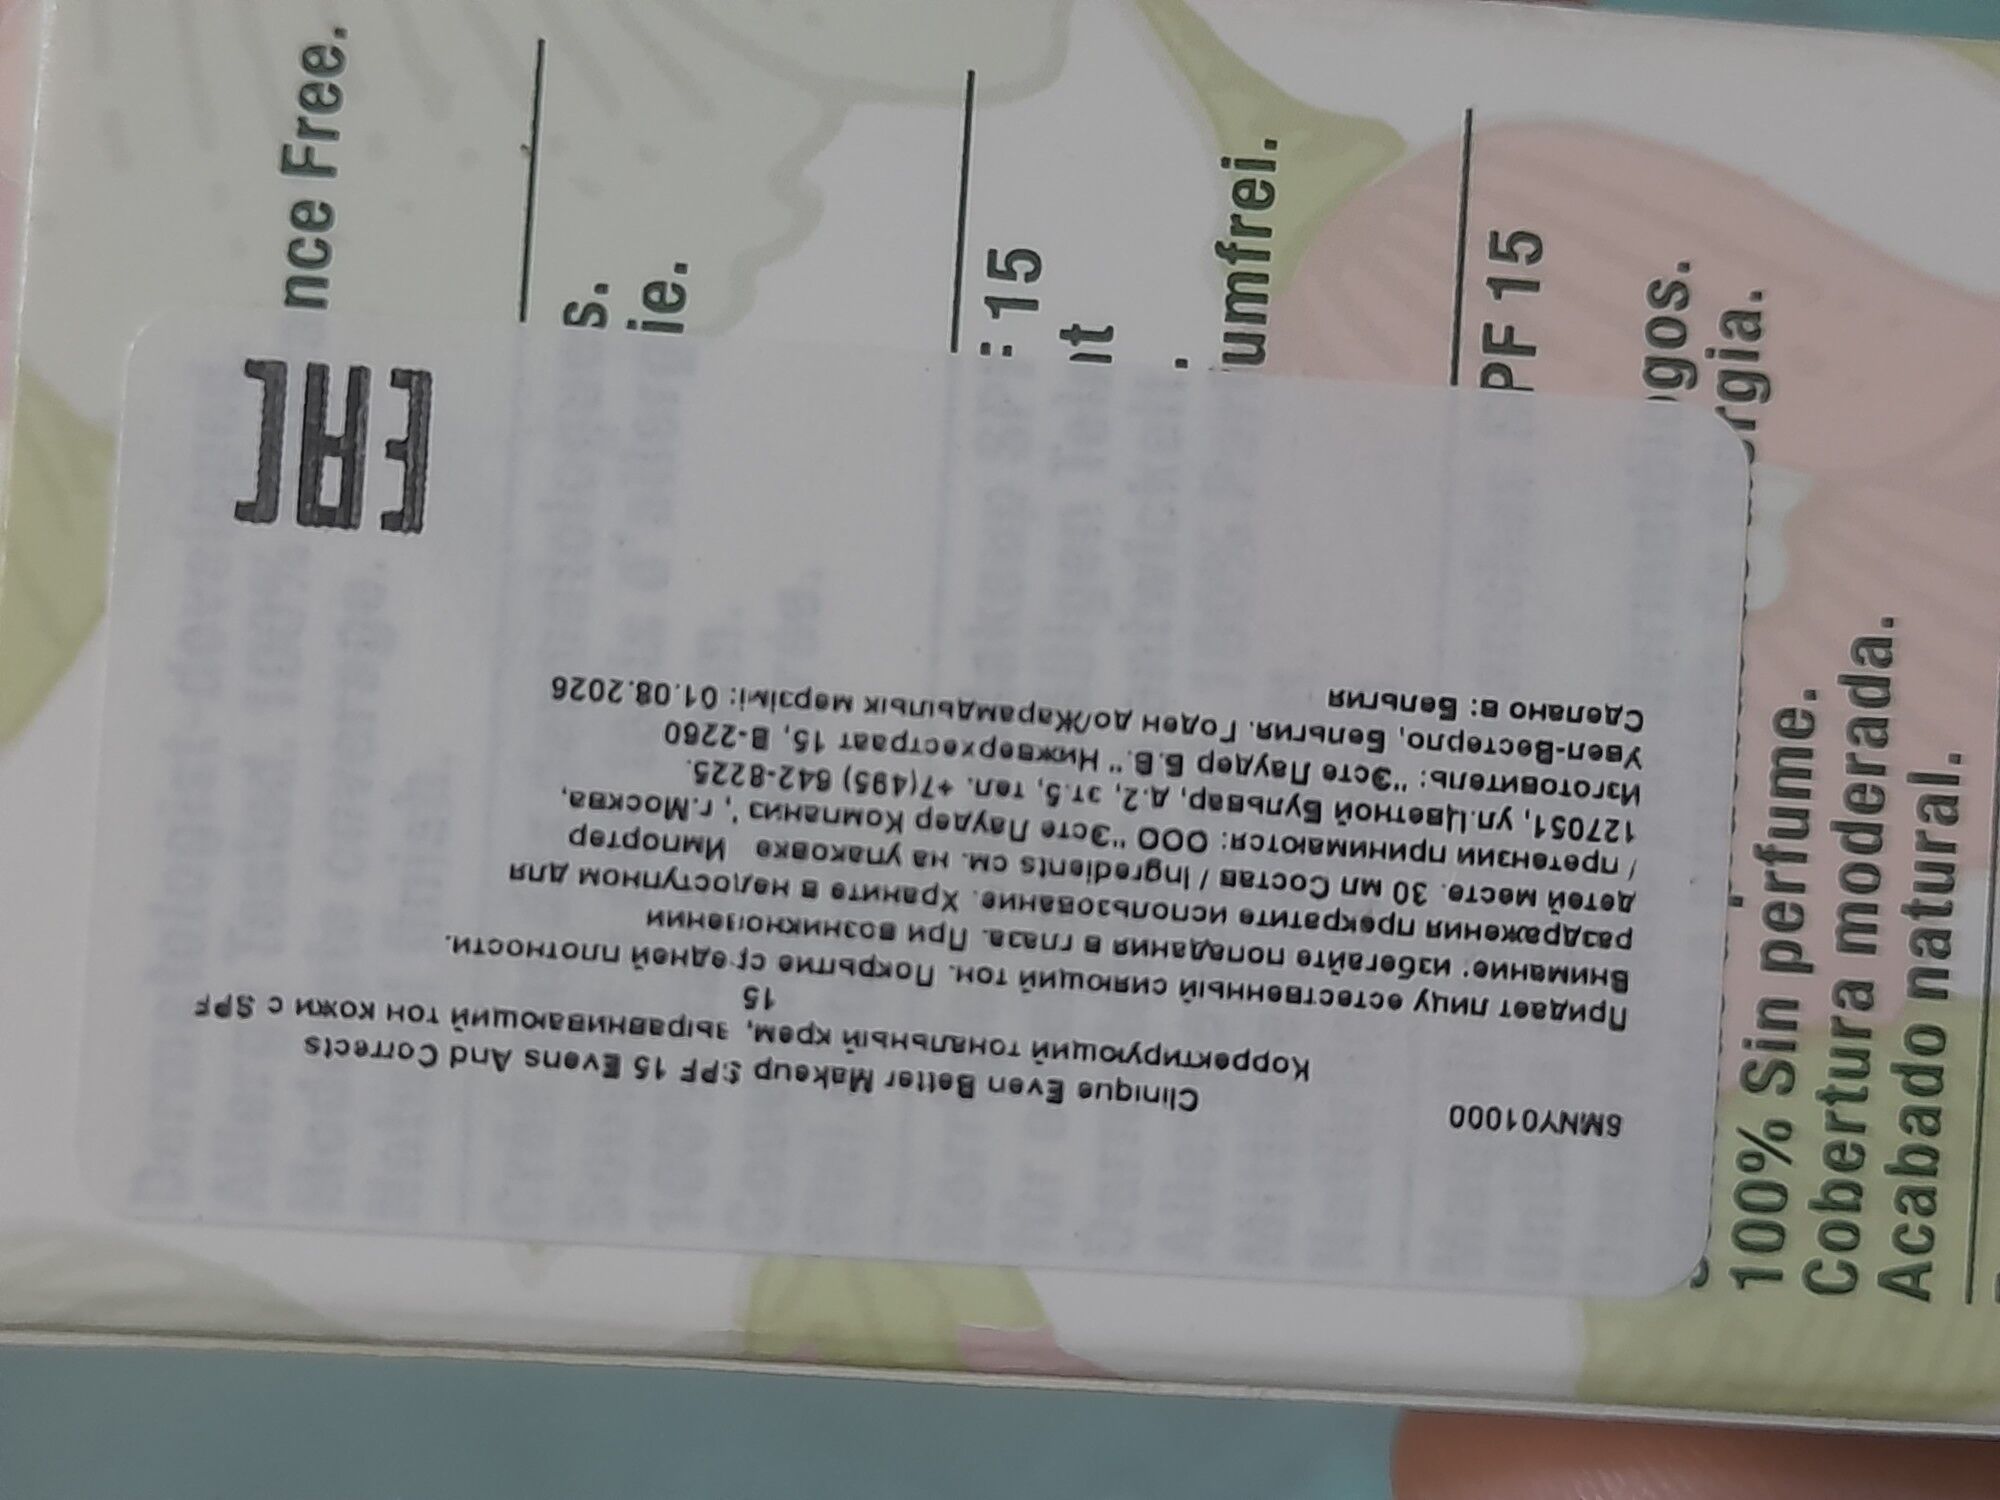 6MNY01000
Clinique Even Better Makeup SPF 15 Evens And Corrects
Корректирующий тональный крем, выравнивающий тон кожи с SPF
15
Придает лицу естественный сияющий тон. Покрытие средней плотности.
Внимание: избегайте попадания в глаза. При возникновении
раздражения прекратите использование. Храните в недоступном для
детей месте. 30 мл Состав / Ingredients см. на упаковке Импортер
/ претензии принимаются: ООО "Эсте Лаудер Компаниз", г.Москва,
127051, ул.Цветной Бульвар, д.2, эт.5, тел. +7(495) 642-8225.
Изготовитель: "Эсте Лаудер Б.В." Нижверхестраат 15, В-2260
Увел-Вестерло, Бельгия. Годен до/Жарамдылык мерзiмi: 01.08.2026
Сделано в: Бельгия
EAC
nce Free.
s.
ie.
: 15
nt
.
umfrei.
PF 15
gos.
rgia.
100% Sin perfume.
Cobertura moderada.
Acabado natural.